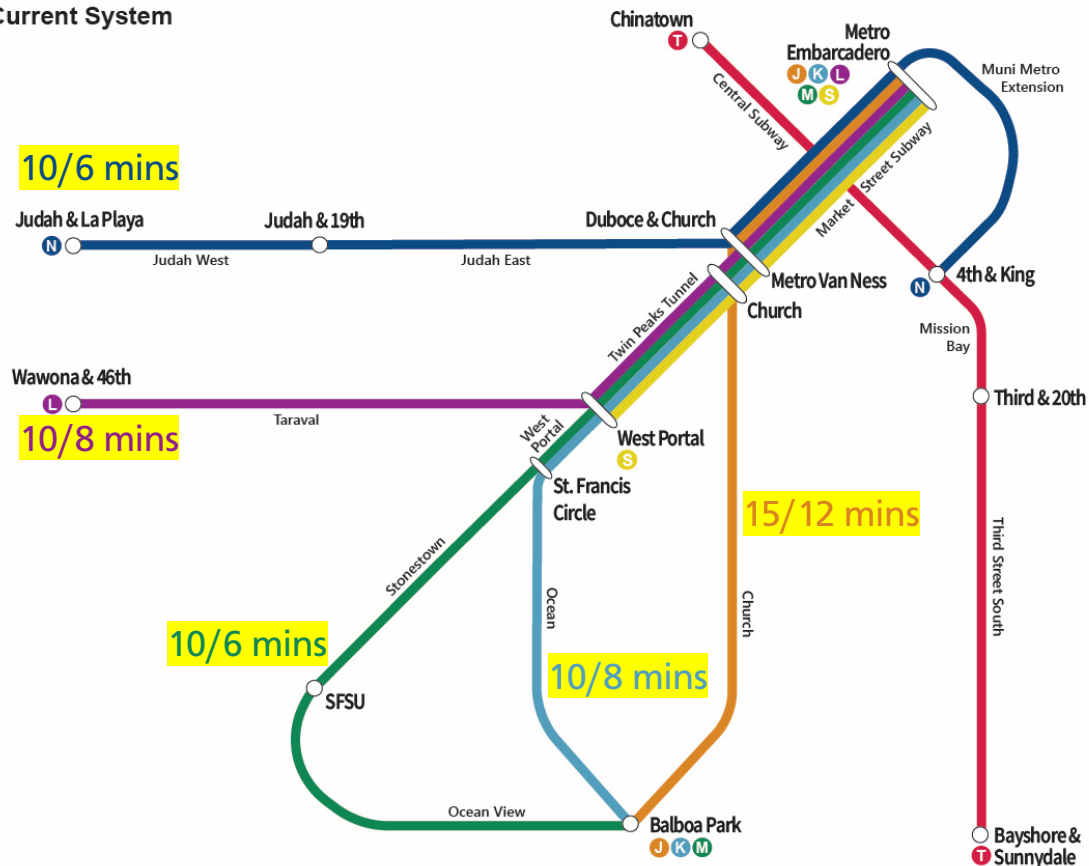 Current System
Chinatown
T
Metro
Embarcadero
J K L
M S
Muni Metro
Extension
Central Subway
Market Street Subway
10/6 mins
Judah & La Playa
N
Judah & 19th
Duboce & Church
Judah West
Judah East
Metro Van Ness
4th & King
N
Church
Twin Peaks Tunnel
Mission
Bay
Wawona & 46th
L
Taraval
10/8 mins
Third & 20th
West
Portal
West Portal
S
St. Francis
Circle
15/12 mins
Stonestown
Ocean
Church
Third Street South
10/6 mins
10/8 mins
SFSU
Ocean View
Balboa Park
J K M
Bayshore &
T Sunnydale